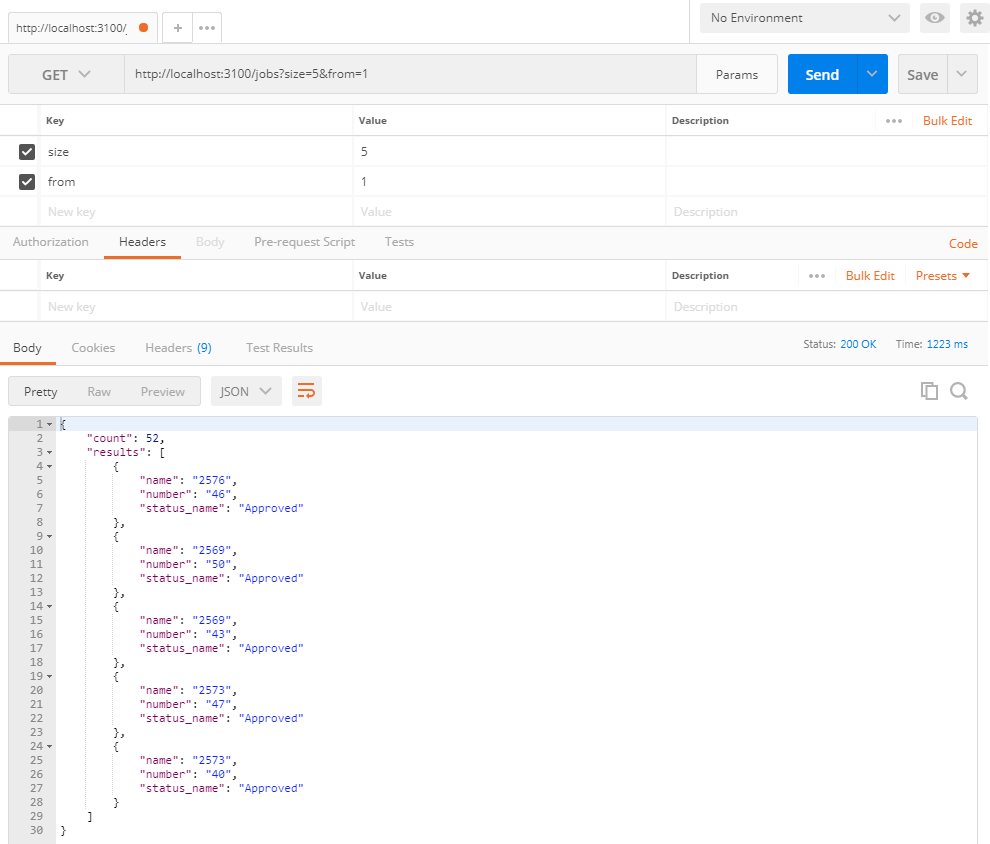 http://localhost:3100/
No Environment
GET http://localhost:3100/jobs?size=5&from=1 Params Send Save
Key Value Description Bulk Edit
size 5
from 1
New key Value Description
Authorization Headers Body Pre-request Script Tests Code
Key Value Description Bulk Edit Presets
New key Value Description
Body Cookies Headers (9) Test Results Status: 200 OK Time: 1223 ms
Pretty Raw Preview JSON
1 {
2 "count": 52,
3 "results": [
4 {
5 "name": "2576",
6 "number": "46",
7 "status_name": "Approved"
8 },
9 {
10 "name": "2569",
11 "number": "50",
12 "status_name": "Approved"
13 },
14 {
15 "name": "2569",
16 "number": "43",
17 "status_name": "Approved"
18 },
19 {
20 "name": "2573",
21 "number": "47",
22 "status_name": "Approved"
23 },
24 {
25 "name": "2573",
26 "number": "40",
27 "status_name": "Approved"
28 }
29 ]
30 }